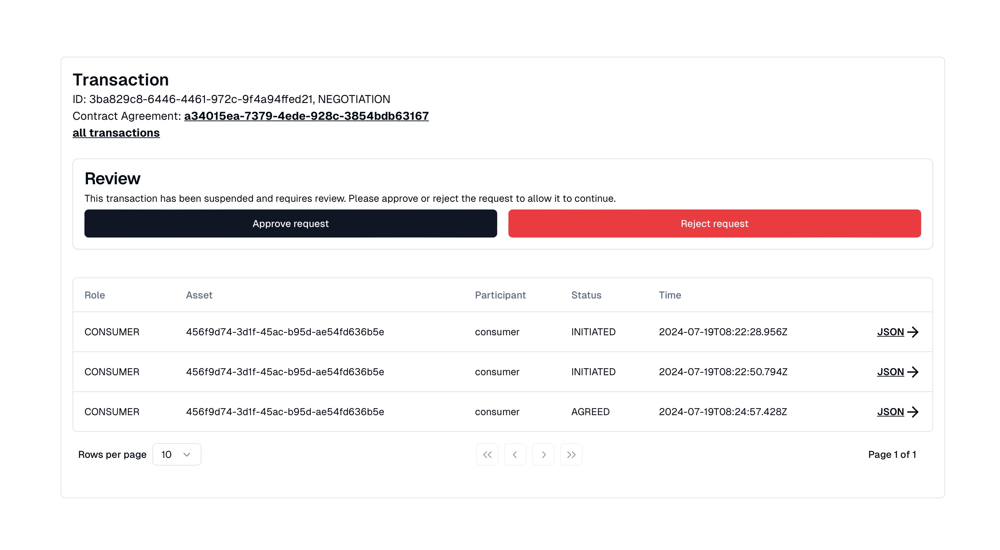 Transaction
ID: 3ba829c8-6446-4461-972c-9f4a94ffed21, NEGOTIATION
Contract Agreement: a34015ea-7379-4ede-928c-3854bdb63167
all transactions
Review
This transaction has been suspended and requires review. Please approve or reject the request to allow it to continue.
Approve request Reject request
Role Asset Participant Status Time
CONSUMER 456f9d74-3d1f-45ac-b95d-ae54fd636b5e consumer INITIATED 2024-07-19T08:22:28.956Z JSON
CONSUMER 456f9d74-3d1f-45ac-b95d-ae54fd636b5e consumer INITIATED 2024-07-19T08:22:50.794Z JSON
CONSUMER 456f9d74-3d1f-45ac-b95d-ae54fd636b5e consumer AGREED 2024-07-19T08:24:57.428Z JSON
Rows per page 10 Page 1 of 1